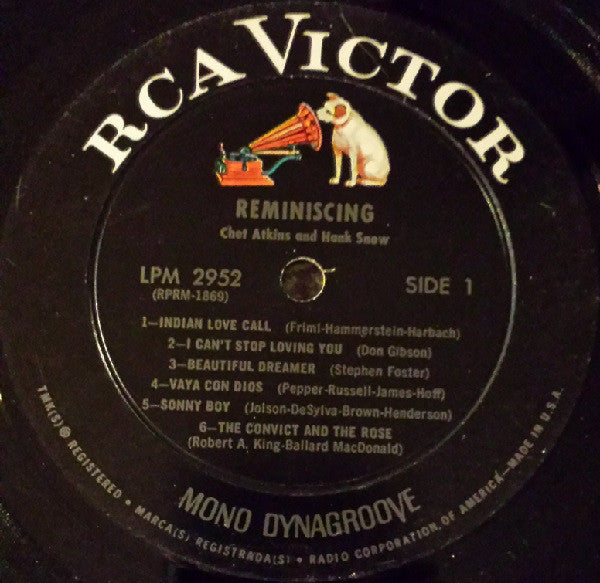 RCA VICTOR
REMINISCING
Chet Atkins and Hank Snow
LPM 2952
(RPRM-1869)
SIDE 1
1—INDIAN LOVE CALL (Friml-Hammerstein-Harbach)
2—I CAN'T STOP LOVING YOU (Don Gibson)
3—BEAUTIFUL DREAMER (Stephen Foster)
4—VAYA CON DIOS (Pepper-Russell-James-Hoff)
5—SONNY BOY (Jolson-DeSylva-Brown-Henderson)
6—THE CONVICT AND THE ROSE
(Robert A. King-Ballard MacDonald)
MONO DYNAGROOVE
TMK(S) ® REGISTERED • MARCA(S) REGISTRADA(S) • RADIO CORPORATION OF AMERICA—MADE IN U.S.A.